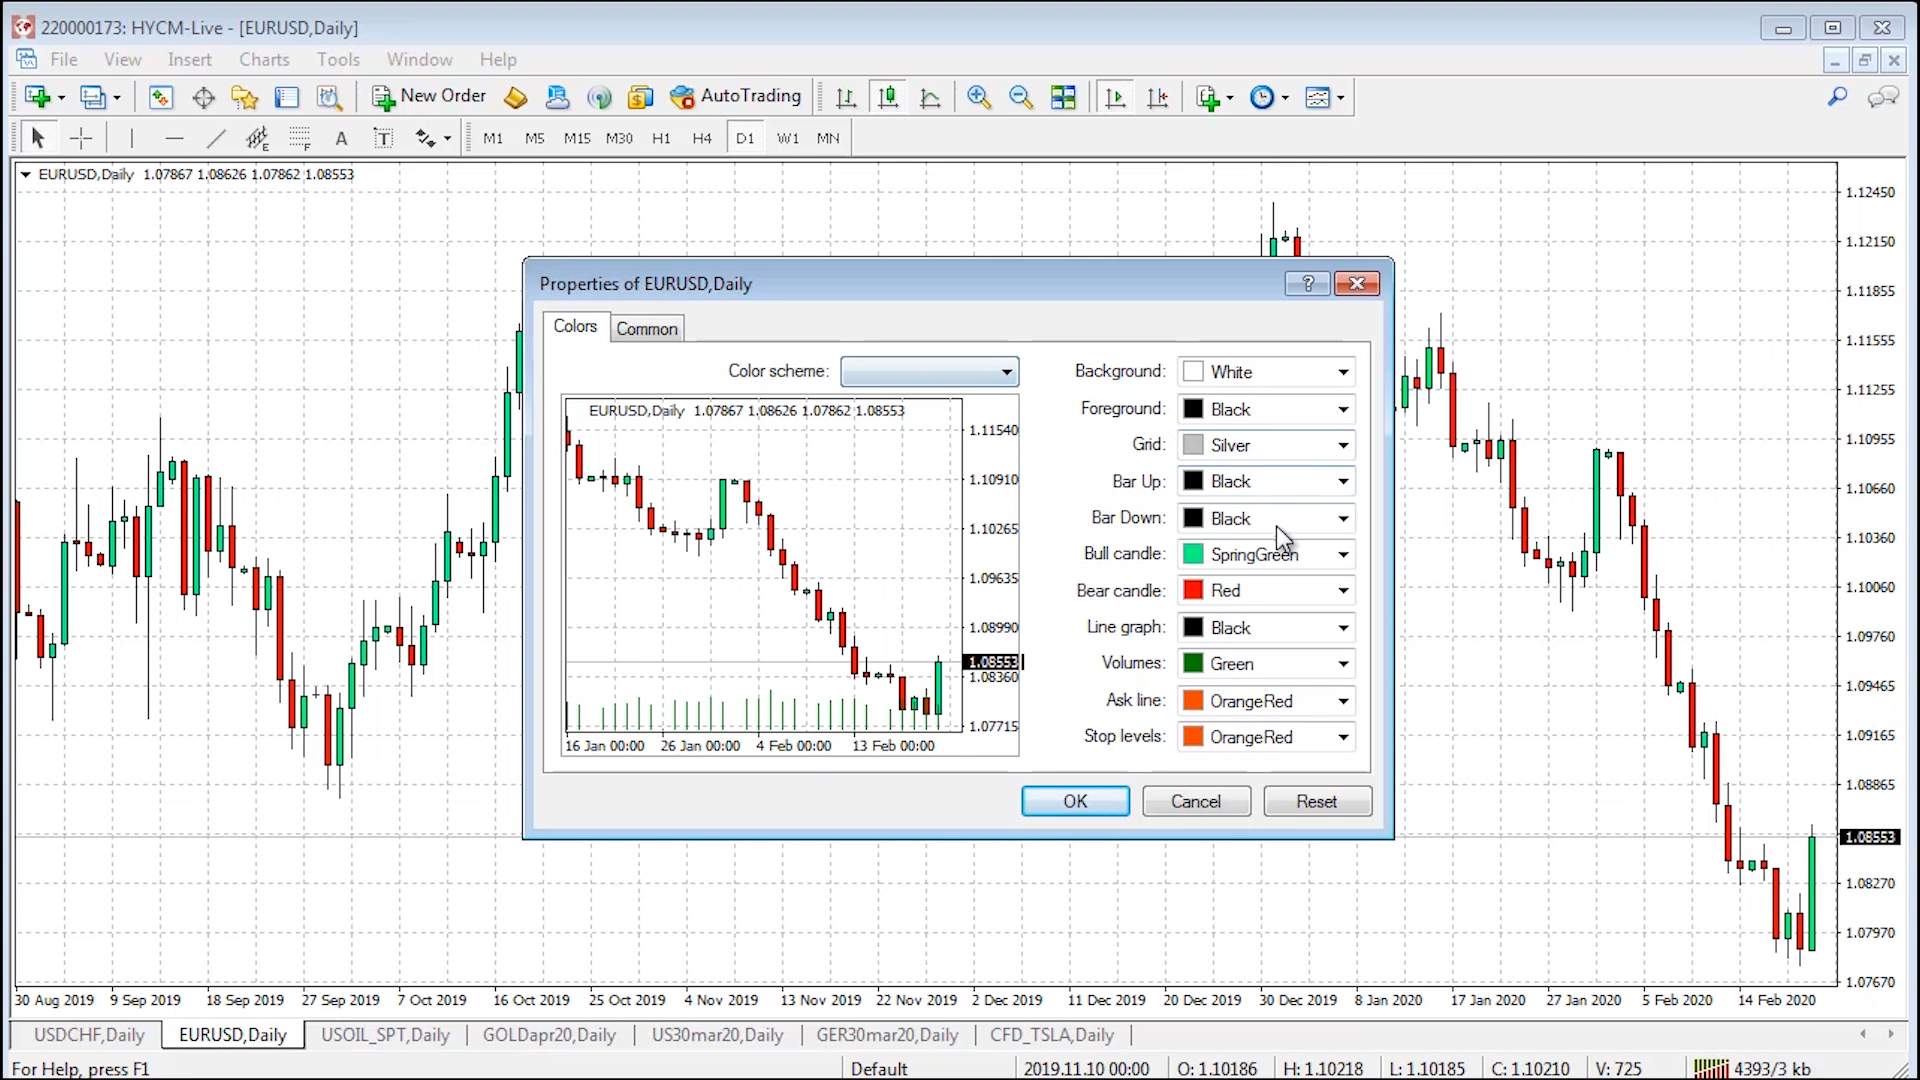 220000173: HYCM-Live - [EURUSD,Daily]
File View Insert Charts Tools Window Help
New Order AutoTrading
E F A T M1 M5 M15 M30 H1 H4 D1 W1 MN
EURUSD,Daily 1.07867 1.08626 1.07862 1.08553
1.12450
1.12150
1.11855
1.11555
1.11255
1.10955
1.10660
1.10360
1.10060
1.09760
1.09465
1.09165
1.08865
1.08553
1.08270
1.07970
1.07670
Properties of EURUSD,Daily ?
Colors Common
Color scheme:
EURUSD,Daily 1.07867 1.08626 1.07862 1.08553
1.11540
1.10910
1.10265
1.09635
1.08990
1.08553
1.08360
1.07715
16 Jan 00:00 26 Jan 00:00 4 Feb 00:00 13 Feb 00:00
Background: White
Foreground: Black
Grid: Silver
Bar Up: Black
Bar Down: Black
Bull candle: SpringGreen
Bear candle: Red
Line graph: Black
Volumes: Green
Ask line: OrangeRed
Stop levels: OrangeRed
OK Cancel Reset
30 Aug 2019 9 Sep 2019 18 Sep 2019 27 Sep 2019 7 Oct 2019 16 Oct 2019 25 Oct 2019 4 Nov 2019 13 Nov 2019 22 Nov 2019 2 Dec 2019 11 Dec 2019 20 Dec 2019 30 Dec 2019 8 Jan 2020 17 Jan 2020 27 Jan 2020 5 Feb 2020 14 Feb 2020
USDCHF,Daily EURUSD,Daily USOIL_SPT,Daily GOLDapr20,Daily US30mar20,Daily GER30mar20,Daily CFD_TSLA,Daily
For Help, press F1 Default 2019.11.10 00:00 O: 1.10186 H: 1.10218 L: 1.10185 C: 1.10210 V: 725 4393/3 kb